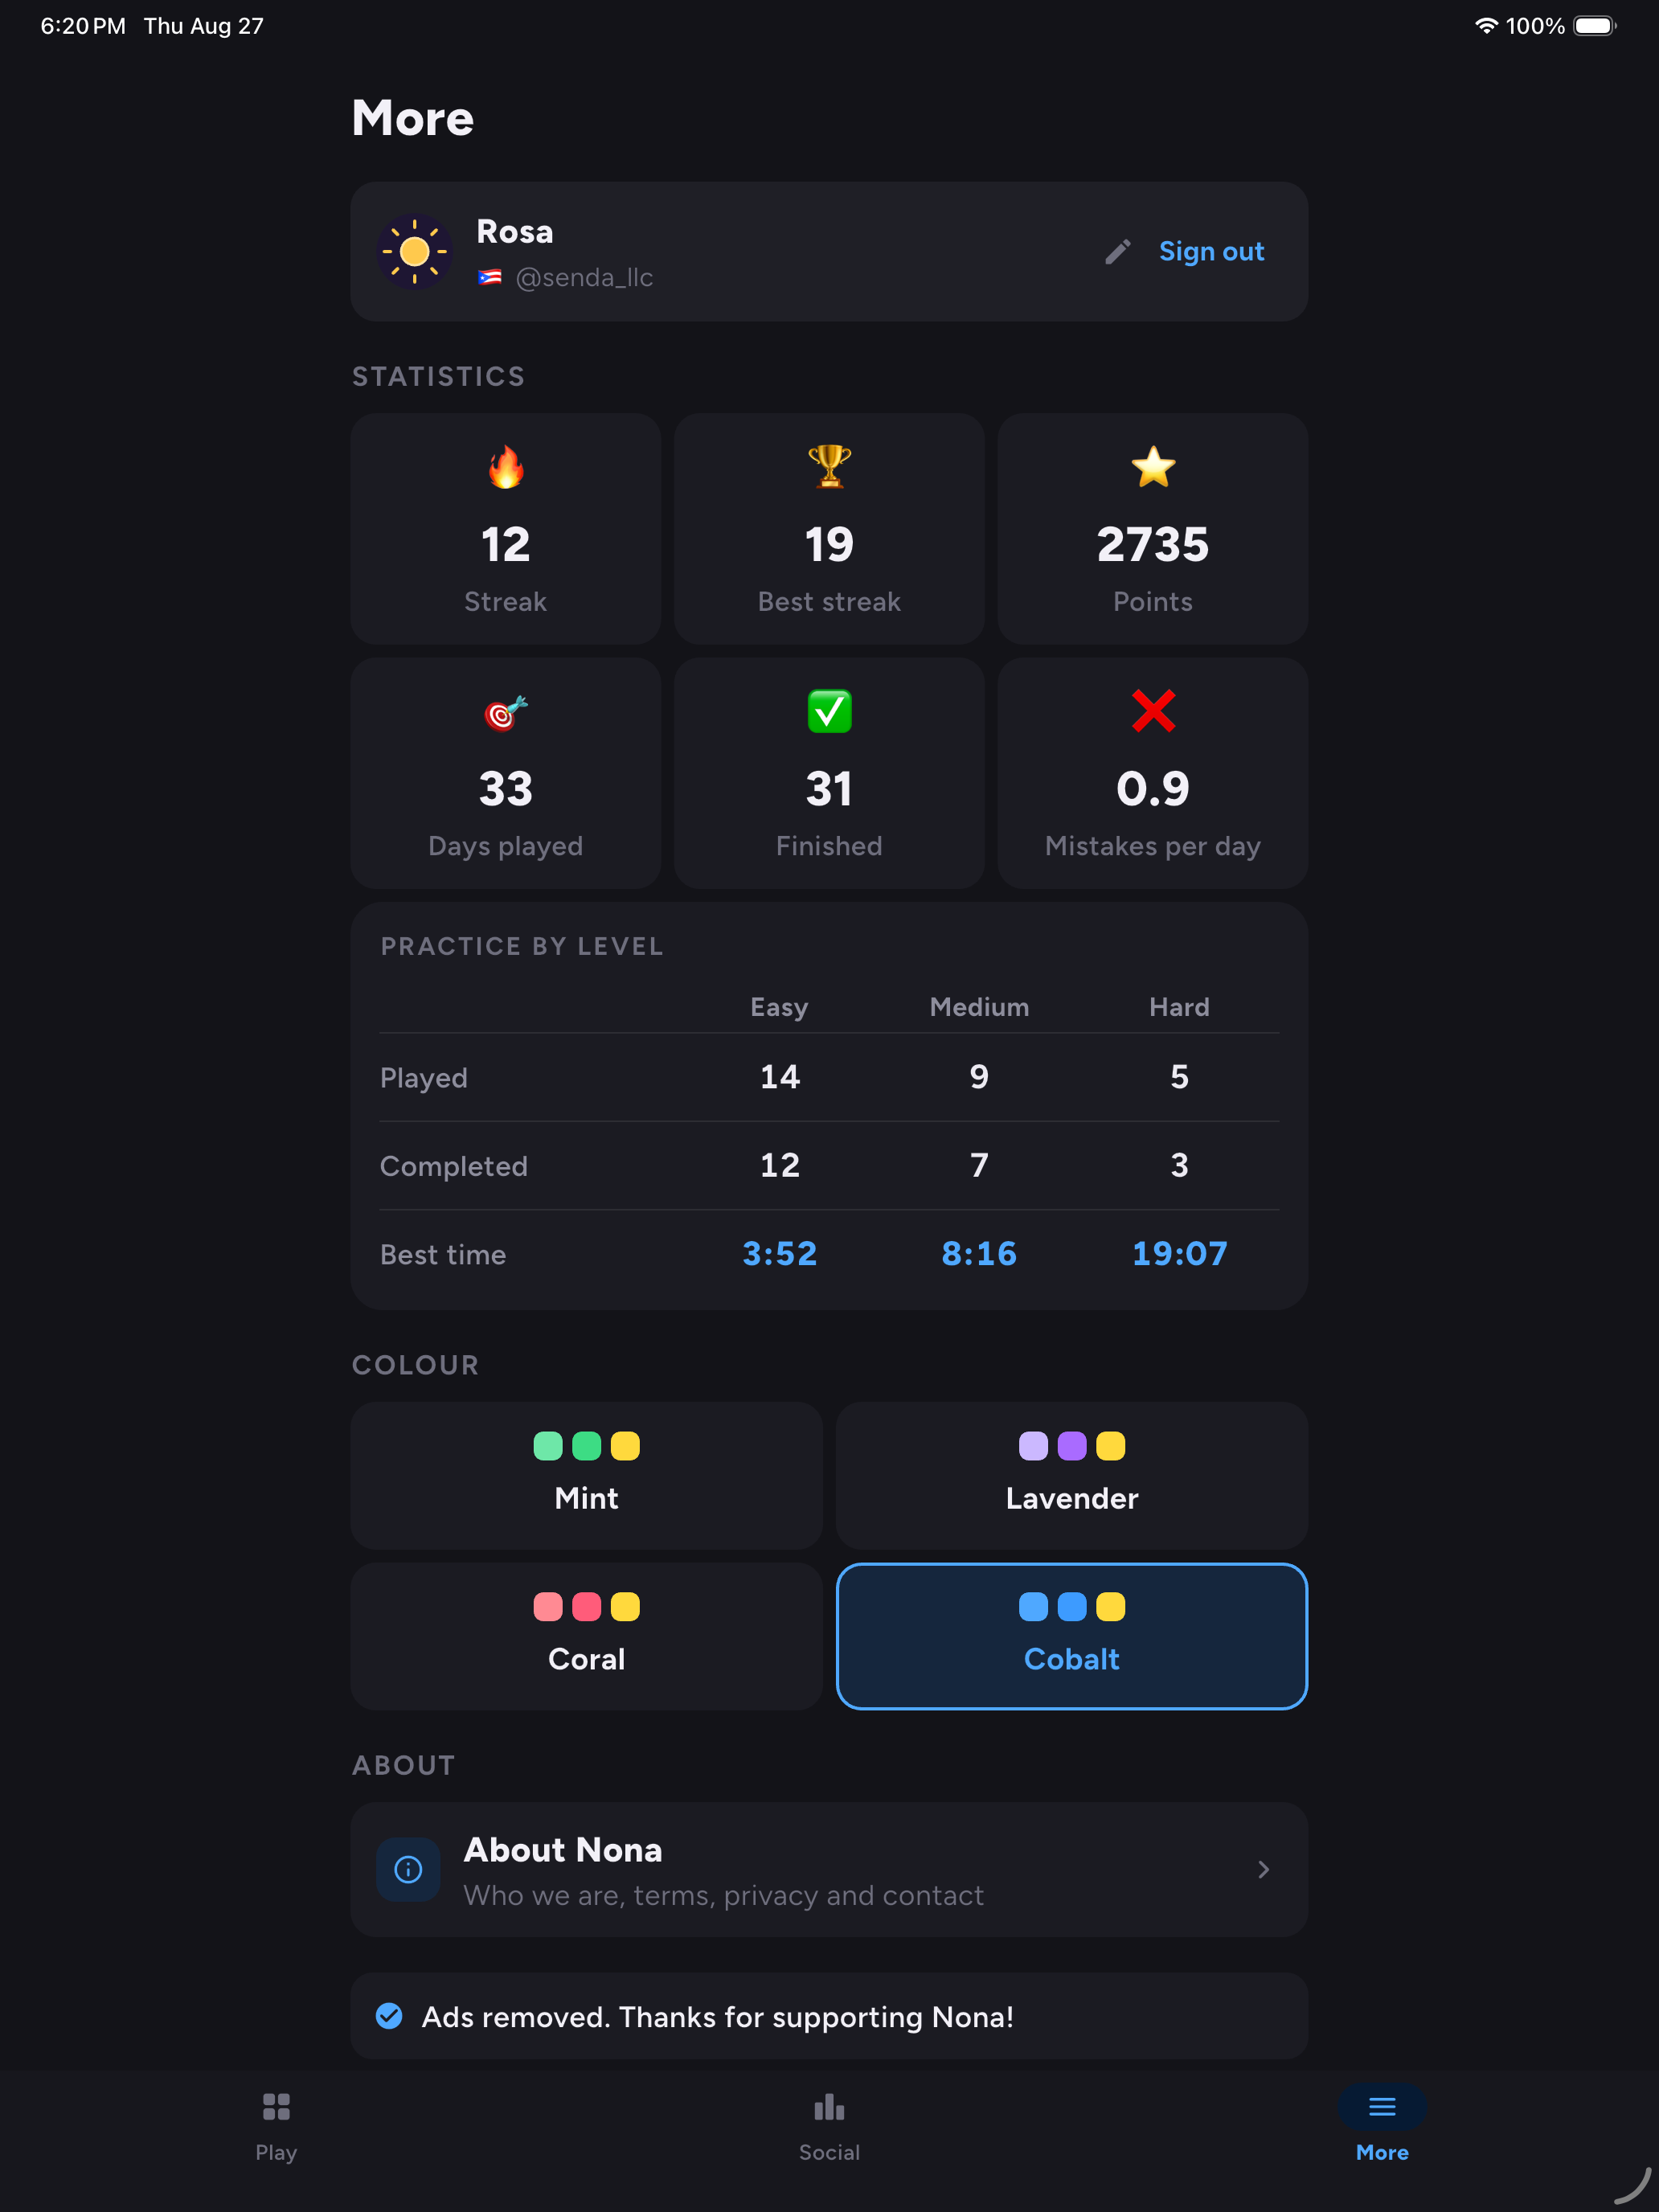 6:20 PM Thu Aug 27
100%
More
Rosa
@senda_llc
Sign out
STATISTICS
12
Streak
19
Best streak
2735
Points
33
Days played
31
Finished
0.9
Mistakes per day
PRACTICE BY LEVEL
Easy Medium Hard
Played 14 9 5
Completed 12 7 3
Best time 3:52 8:16 19:07
COLOUR
Mint
Lavender
Coral
Cobalt
ABOUT
About Nona
Who we are, terms, privacy and contact
Ads removed. Thanks for supporting Nona!
Play
Social
More